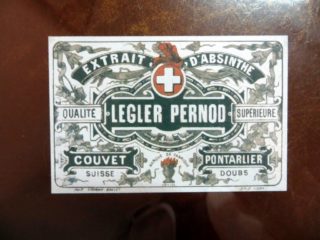 EXTRAIT D'ABSINTHE
QUALITÉ LEGLER PERNOD SUPÉRIEURE
COUVET PONTARLIER
SUISSE DOUBS